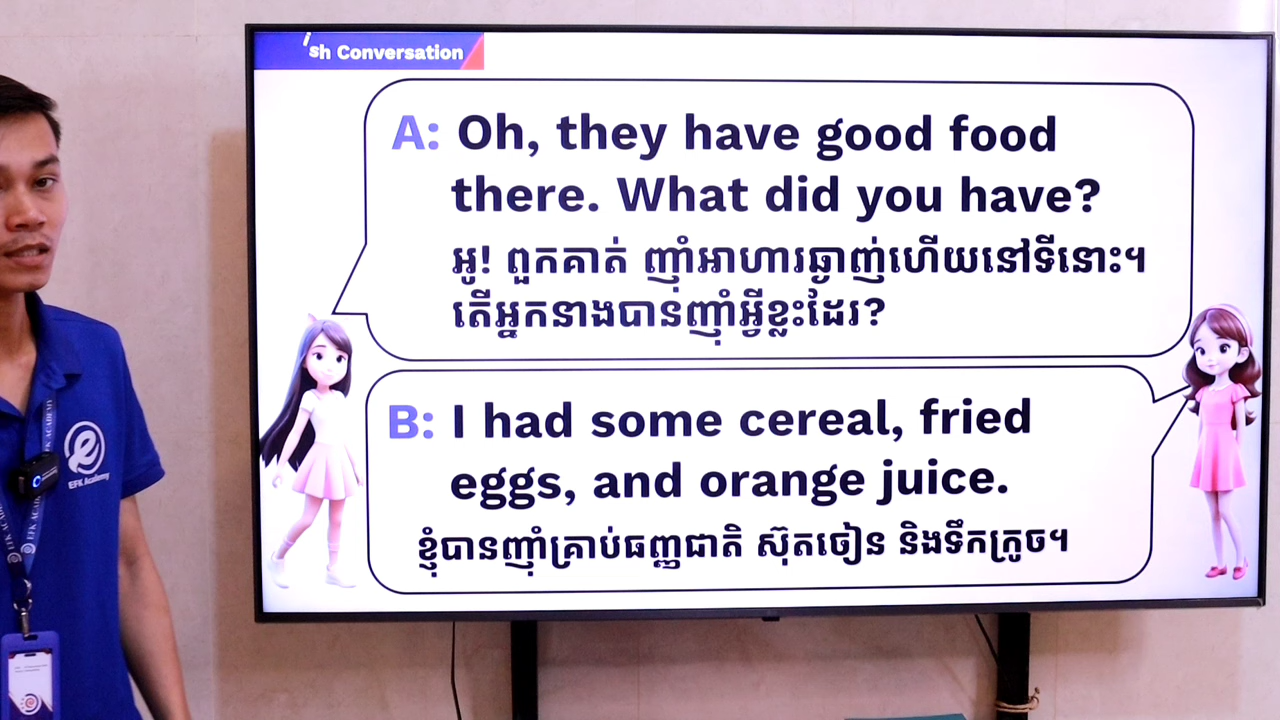 sh Conversation
A: Oh, they have good food
there. What did you have?
អូ! ពួកគាត់ ញ៉ាំអាហារឆ្ងាញ់ហើយនៅទីនោះ។
តើអ្នកនាងបានញ៉ាំអ្វីខ្លះដែរ?
B: I had some cereal, fried
eggs, and orange juice.
ខ្ញុំបានញ៉ាំគ្រាប់ធញ្ញជាតិ ស៊ុតចៀន និងទឹកក្រូច។
EFK Academy
EFK ACADEMY